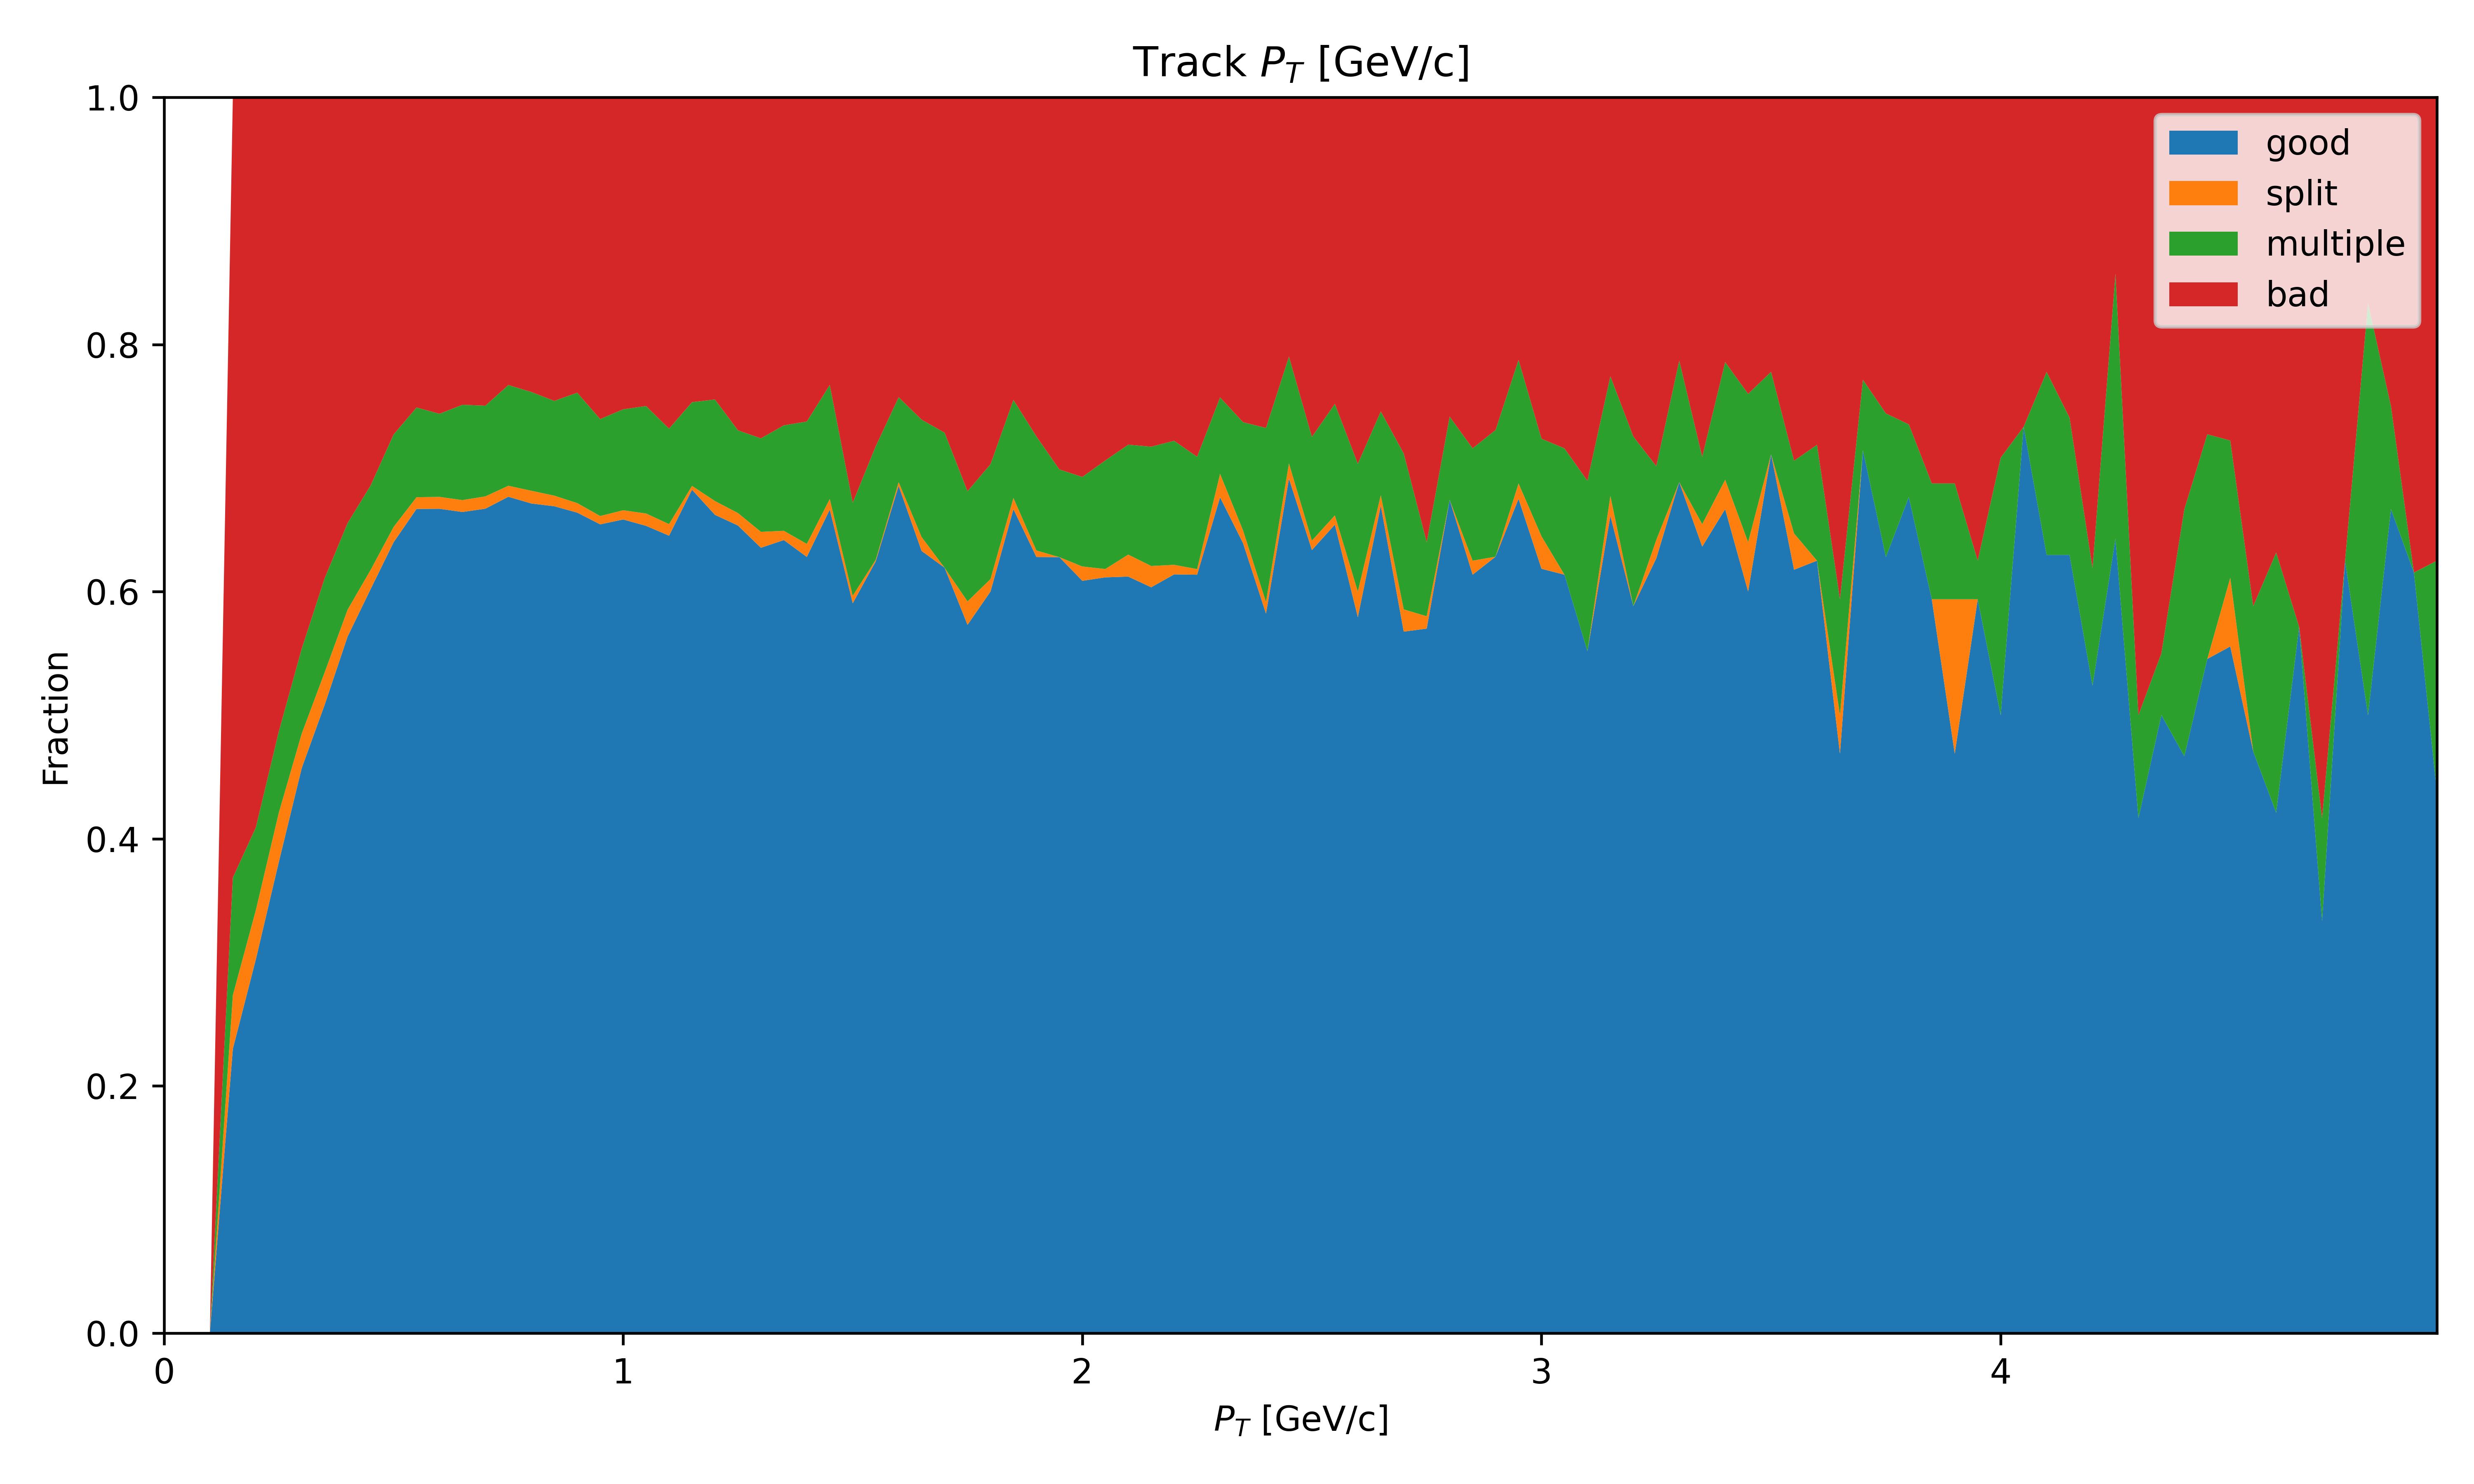 Track P_T [GeV/c]
1.0
0.8
0.6
0.4
0.2
0.0
Fraction
good
split
multiple
bad
0 1 2 3 4
P_T [GeV/c]